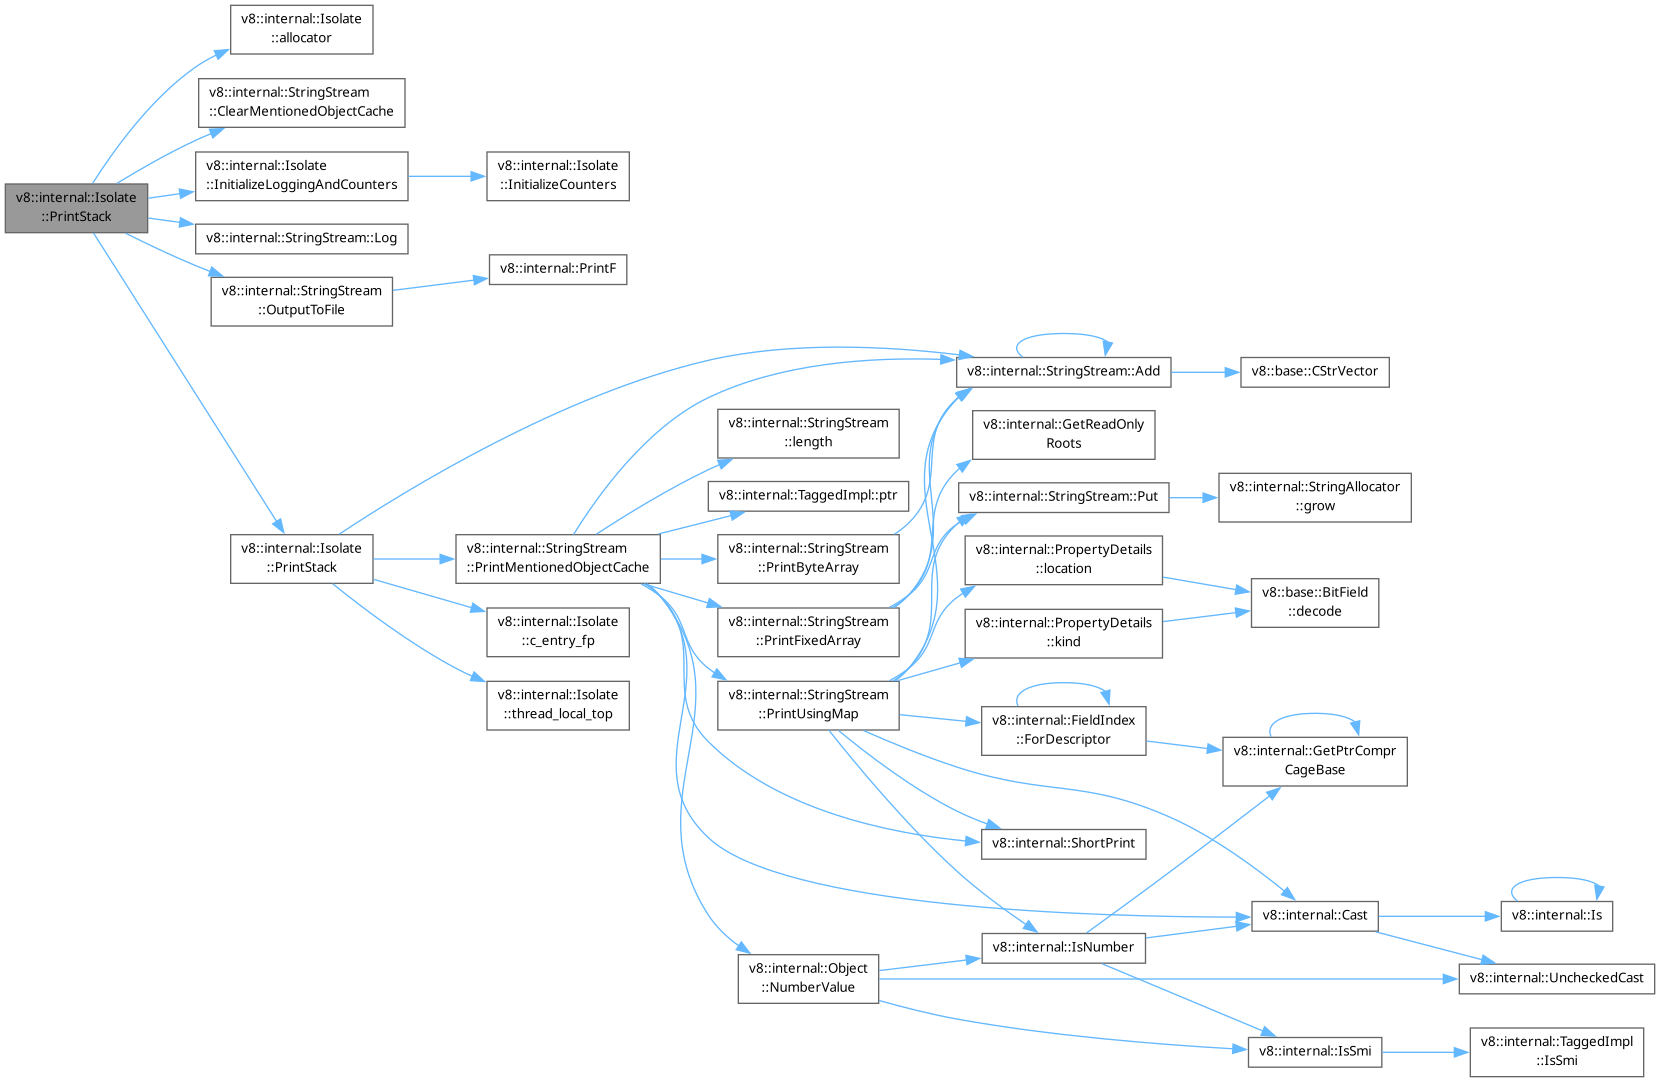 v8::internal::Isolate
::PrintStack
v8::internal::Isolate
::allocator
v8::internal::StringStream
::ClearMentionedObjectCache
v8::internal::Isolate
::InitializeLoggingAndCounters
v8::internal::Isolate
::InitializeCounters
v8::internal::StringStream::Log
v8::internal::StringStream
::OutputToFile
v8::internal::PrintF
v8::internal::Isolate
::PrintStack
v8::internal::StringStream
::PrintMentionedObjectCache
v8::internal::Isolate
::c_entry_fp
v8::internal::Isolate
::thread_local_top
v8::internal::StringStream
::length
v8::internal::TaggedImpl::ptr
v8::internal::StringStream
::PrintByteArray
v8::internal::StringStream
::PrintFixedArray
v8::internal::StringStream
::PrintUsingMap
v8::internal::Object
::NumberValue
v8::internal::StringStream::Add
v8::internal::GetReadOnly
Roots
v8::internal::StringStream::Put
v8::internal::PropertyDetails
::location
v8::internal::PropertyDetails
::kind
v8::internal::FieldIndex
::ForDescriptor
v8::internal::ShortPrint
v8::internal::IsNumber
v8::base::CStrVector
v8::internal::StringAllocator
::grow
v8::base::BitField
::decode
v8::internal::GetPtrCompr
CageBase
v8::internal::Cast
v8::internal::IsSmi
v8::internal::Is
v8::internal::UncheckedCast
v8::internal::TaggedImpl
::IsSmi